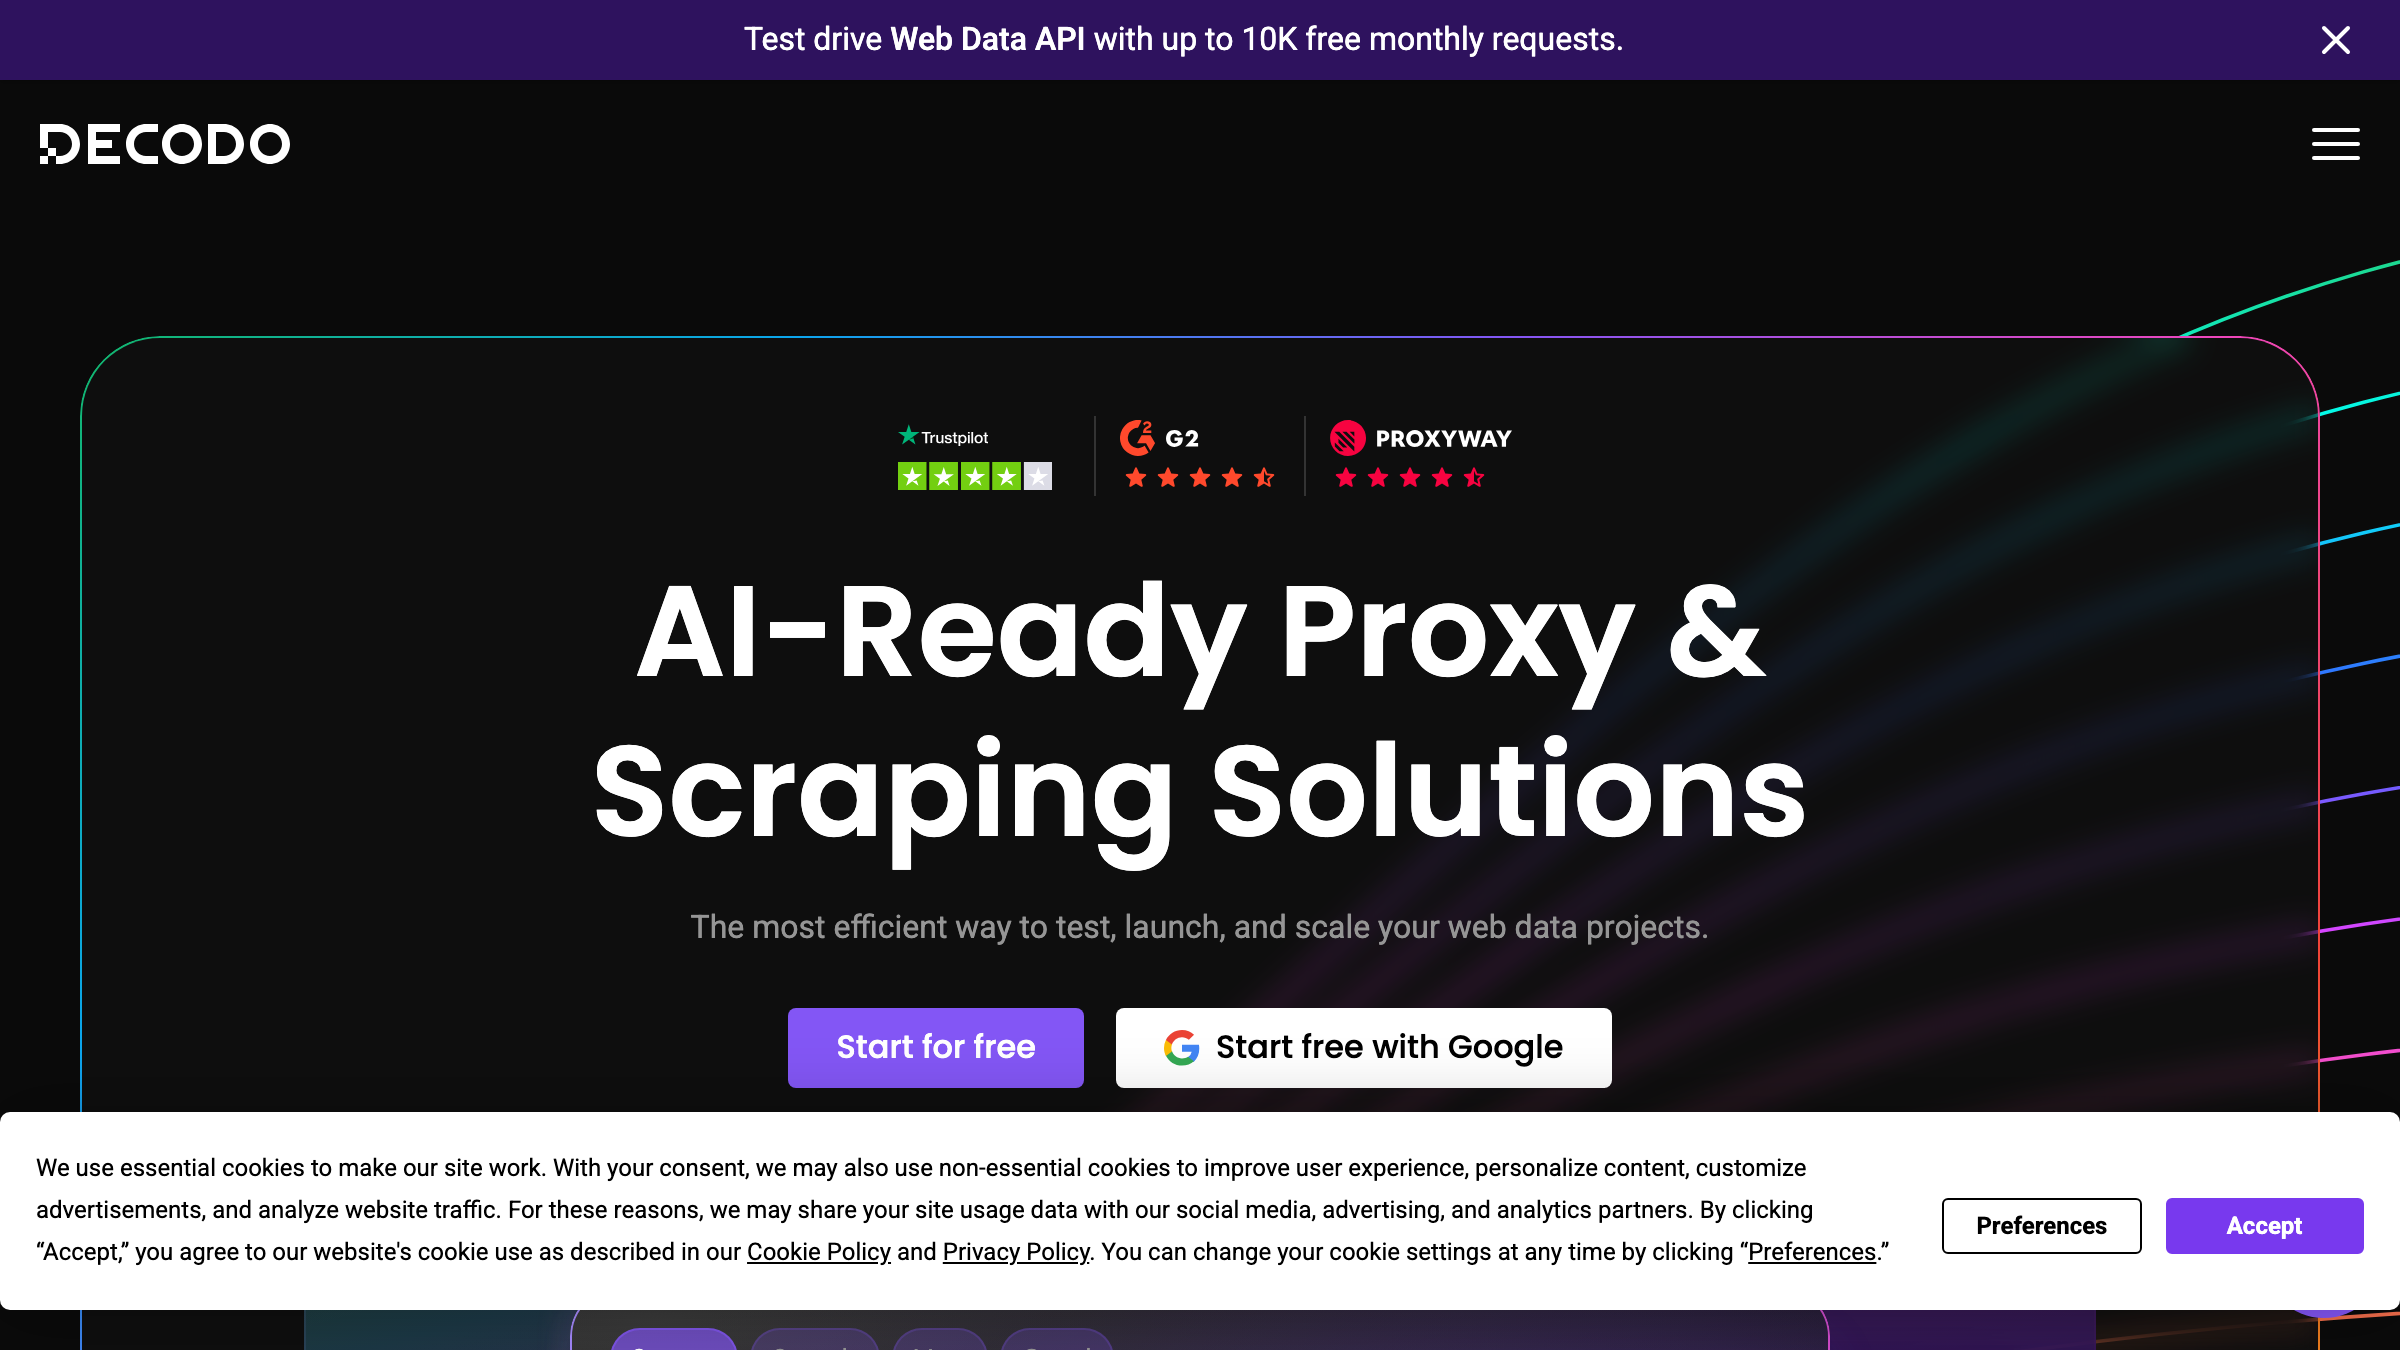 Test drive Web Data API with up to 10K free monthly requests.
DECODO
Trustpilot
G2
PROXYWAY
AI-Ready Proxy &
Scraping Solutions
The most efficient way to test, launch, and scale your web data projects.
Start for free
Start free with Google
We use essential cookies to make our site work. With your consent, we may also use non-essential cookies to improve user experience, personalize content, customize
advertisements, and analyze website traffic. For these reasons, we may share your site usage data with our social media, advertising, and analytics partners. By clicking
“Accept,” you agree to our website's cookie use as described in our Cookie Policy and Privacy Policy. You can change your cookie settings at any time by clicking “Preferences.”
Preferences
Accept